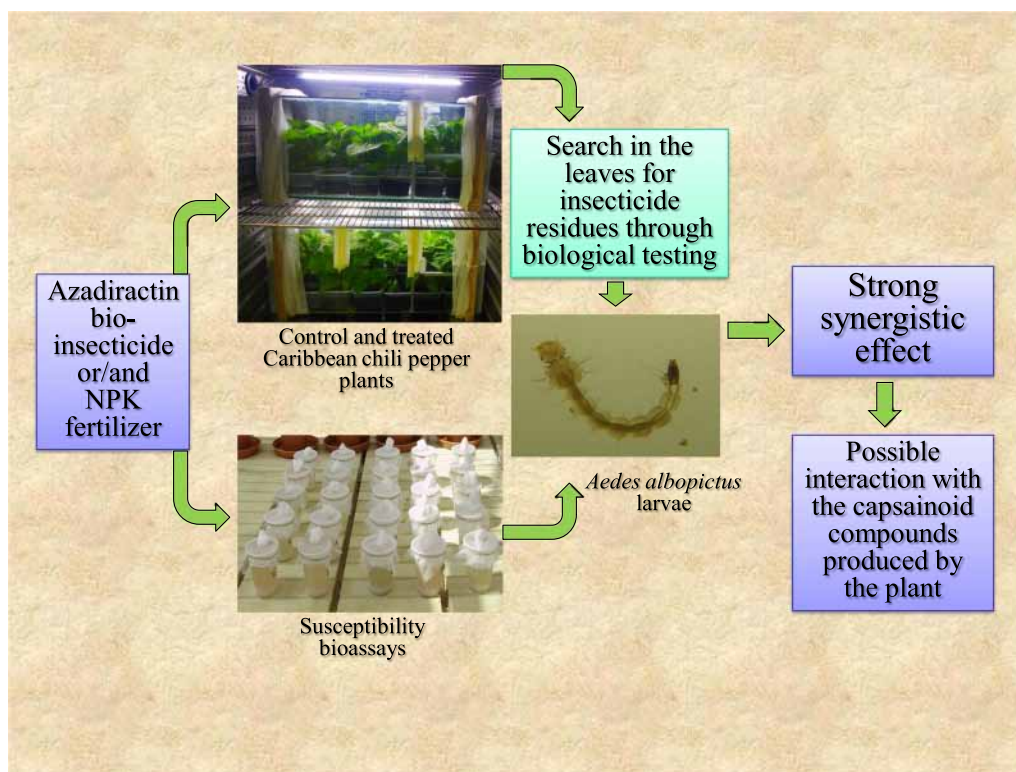 Azadiractin
bio-
insecticide
or/and
NPK
fertilizer
Control and treated
Caribbean chili pepper
plants
Susceptibility
bioassays
Search in the
leaves for
insecticide
residues through
biological testing
Aedes albopictus
larvae
Strong
synergistic
effect
Possible
interaction with
the capsainoid
compounds
produced by
the plant